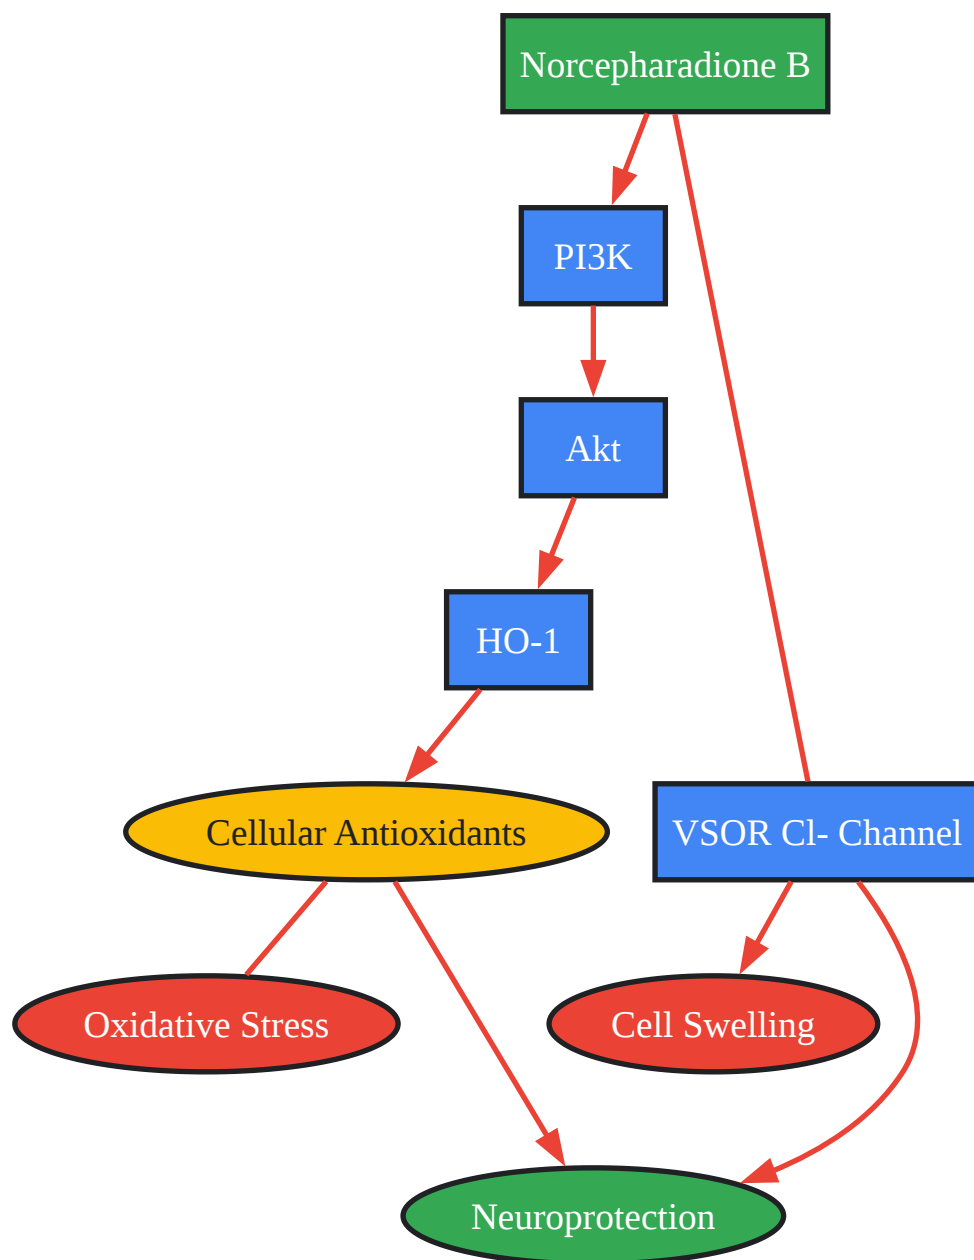 Norcepharadione B
PI3K
Akt
HO-1
Cellular Antioxidants
VSOR Cl- Channel
Oxidative Stress
Cell Swelling
Neuroprotection